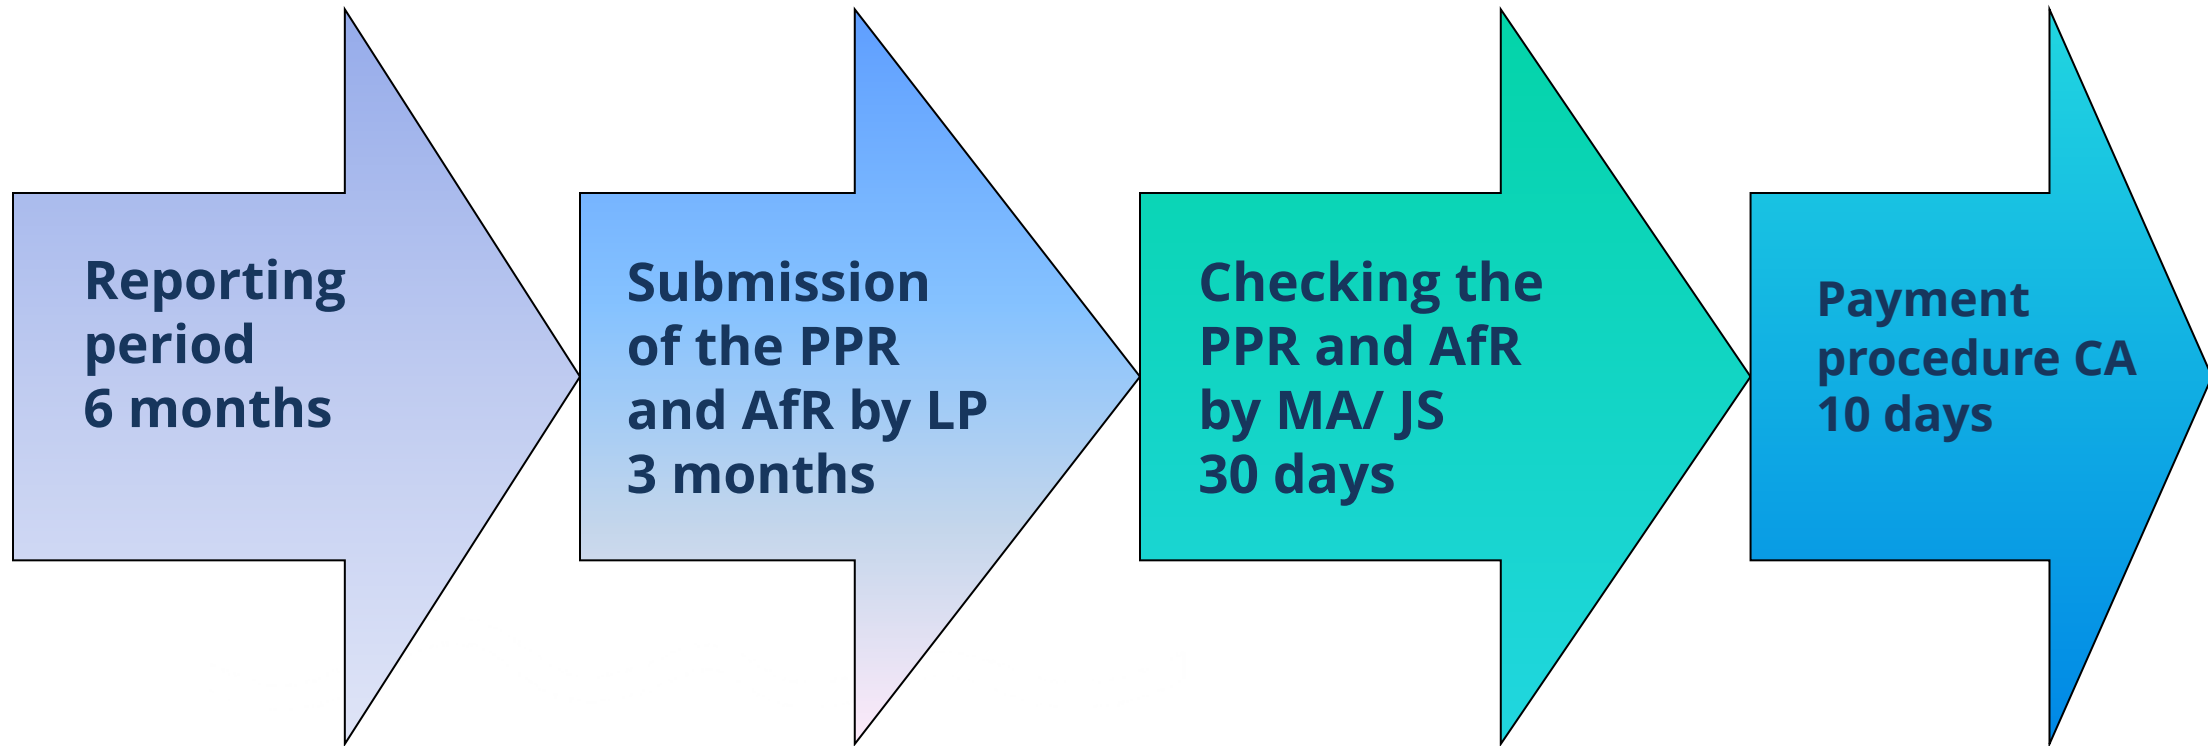 Reporting
period
6 months
Submission
of the PPR
and AfR by LP
3 months
Checking the
PPR and AfR
by MA/ JS
30 days
Payment
procedure CA
10 days